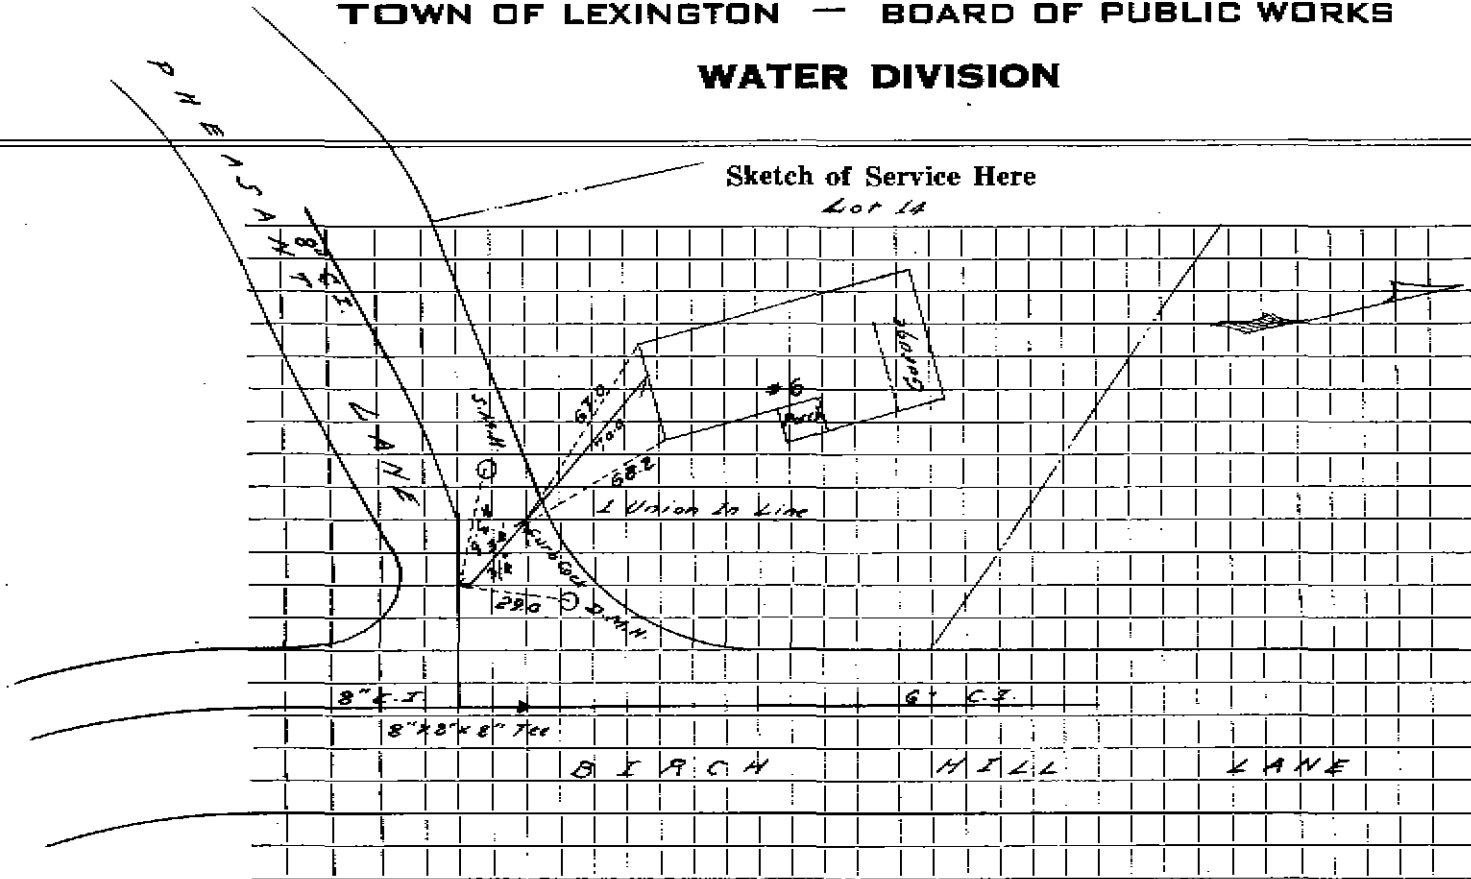 TOWN OF LEXINGTON — BOARD OF PUBLIC WORKS
WATER DIVISION
Sketch of Service Here
Lot 14
PHEASANT LANE
8" C.I.
Garage
#6
Porch
67.0
70.0
68.2
S.M.H.
1 Union In Line
Curb Cock
29.0
D.M.H.
8" C.I.
6" C.I.
8"x8"x8" Tee
BIRCH HILL LANE